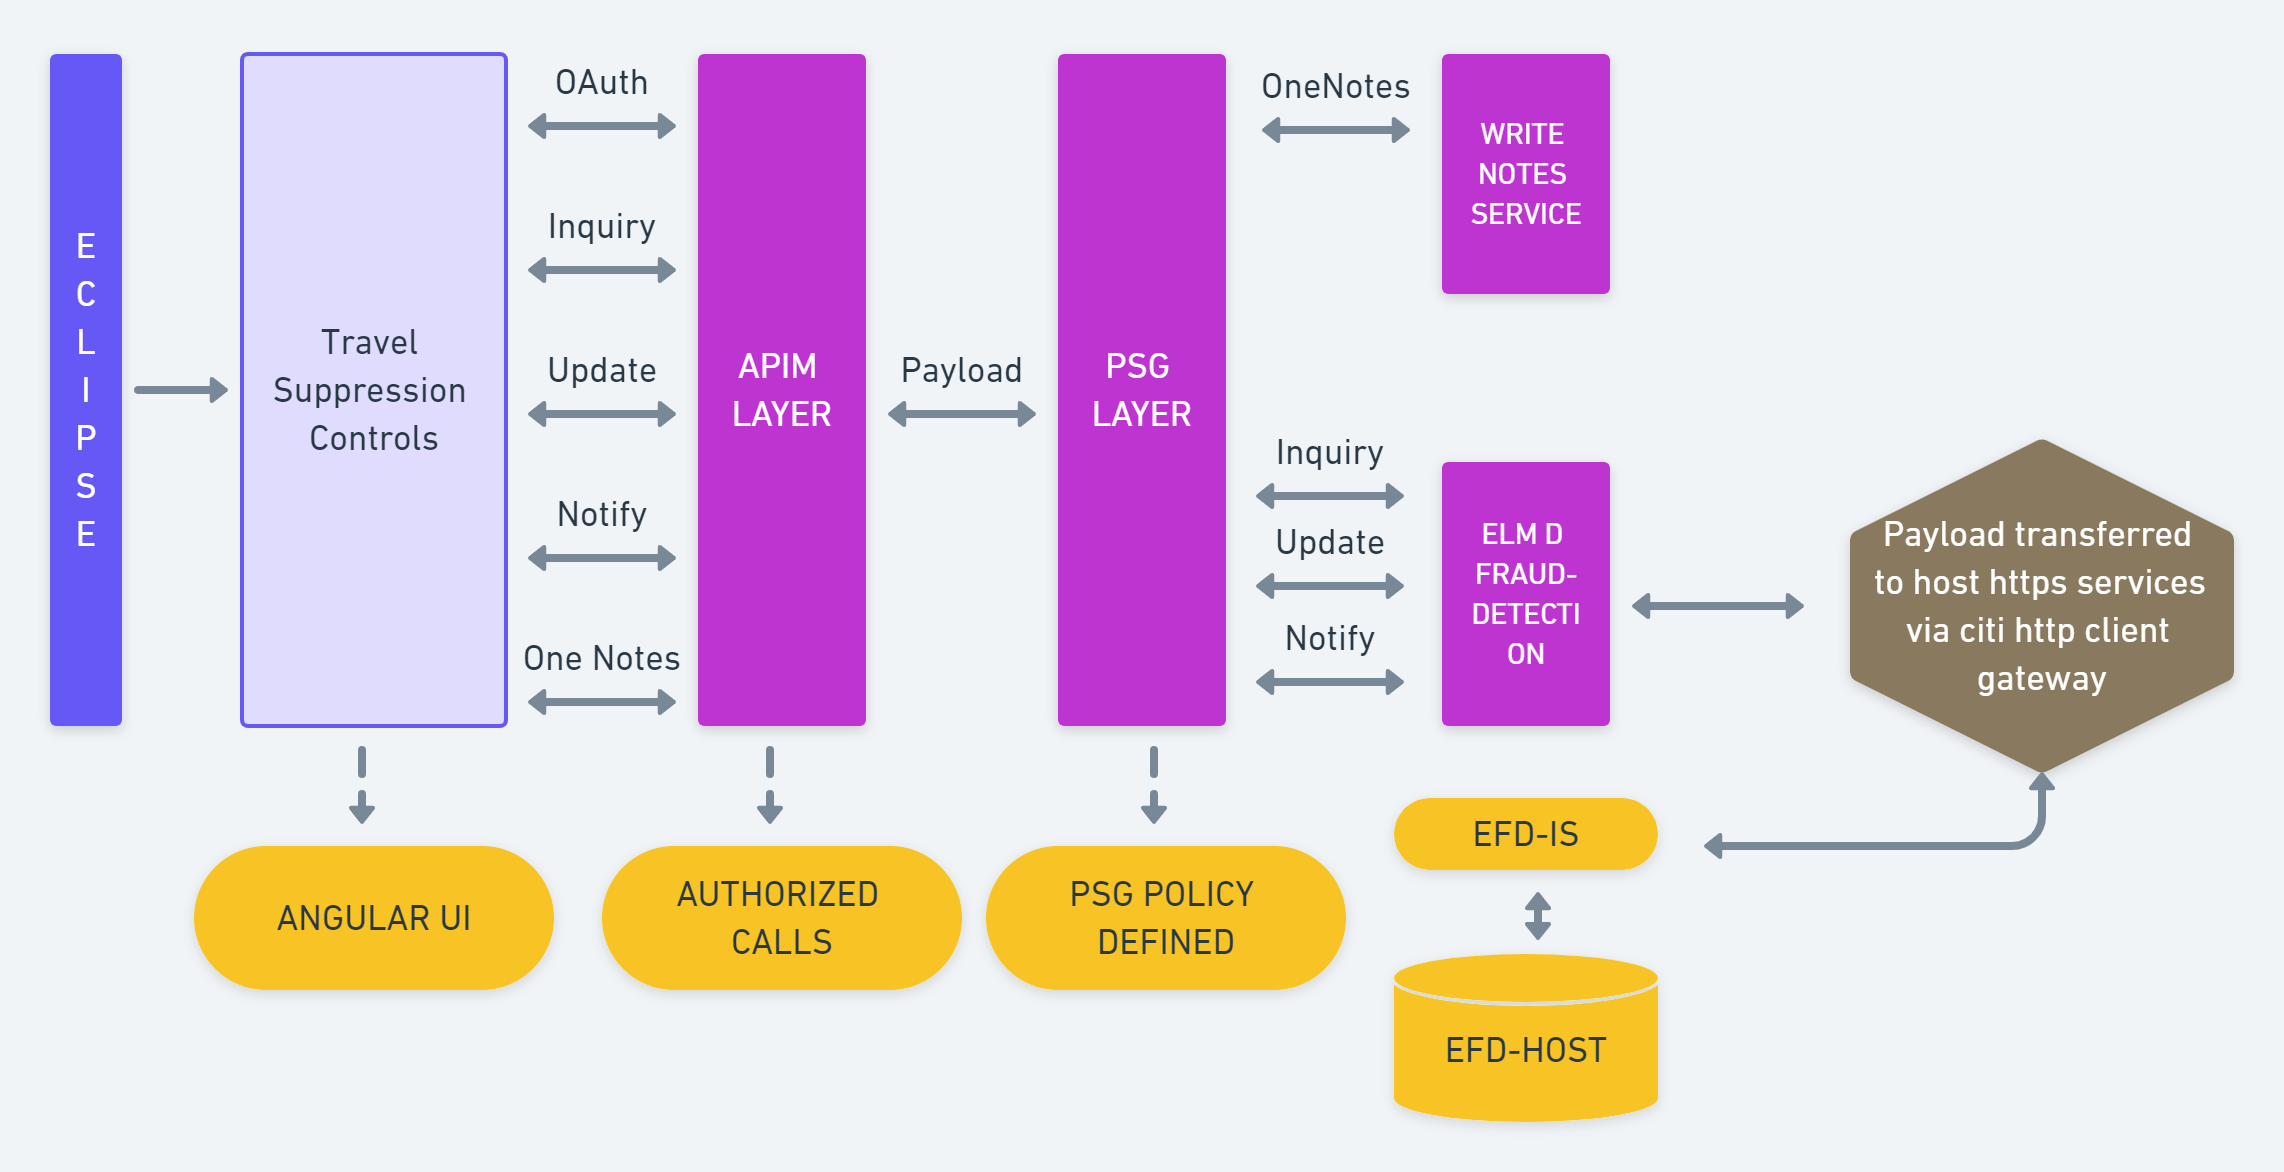 E
C
L
I
P
S
E
Travel
Suppression
Controls
OAuth
Inquiry
Update
Notify
One Notes
APIM
LAYER
Payload
PSG
LAYER
OneNotes
WRITE
NOTES
SERVICE
Inquiry
Update
Notify
ELM D
FRAUD-
DETECTI
ON
Payload transferred
to host https services
via citi http client
gateway
ANGULAR UI
AUTHORIZED
CALLS
PSG POLICY
DEFINED
EFD-IS
EFD-HOST